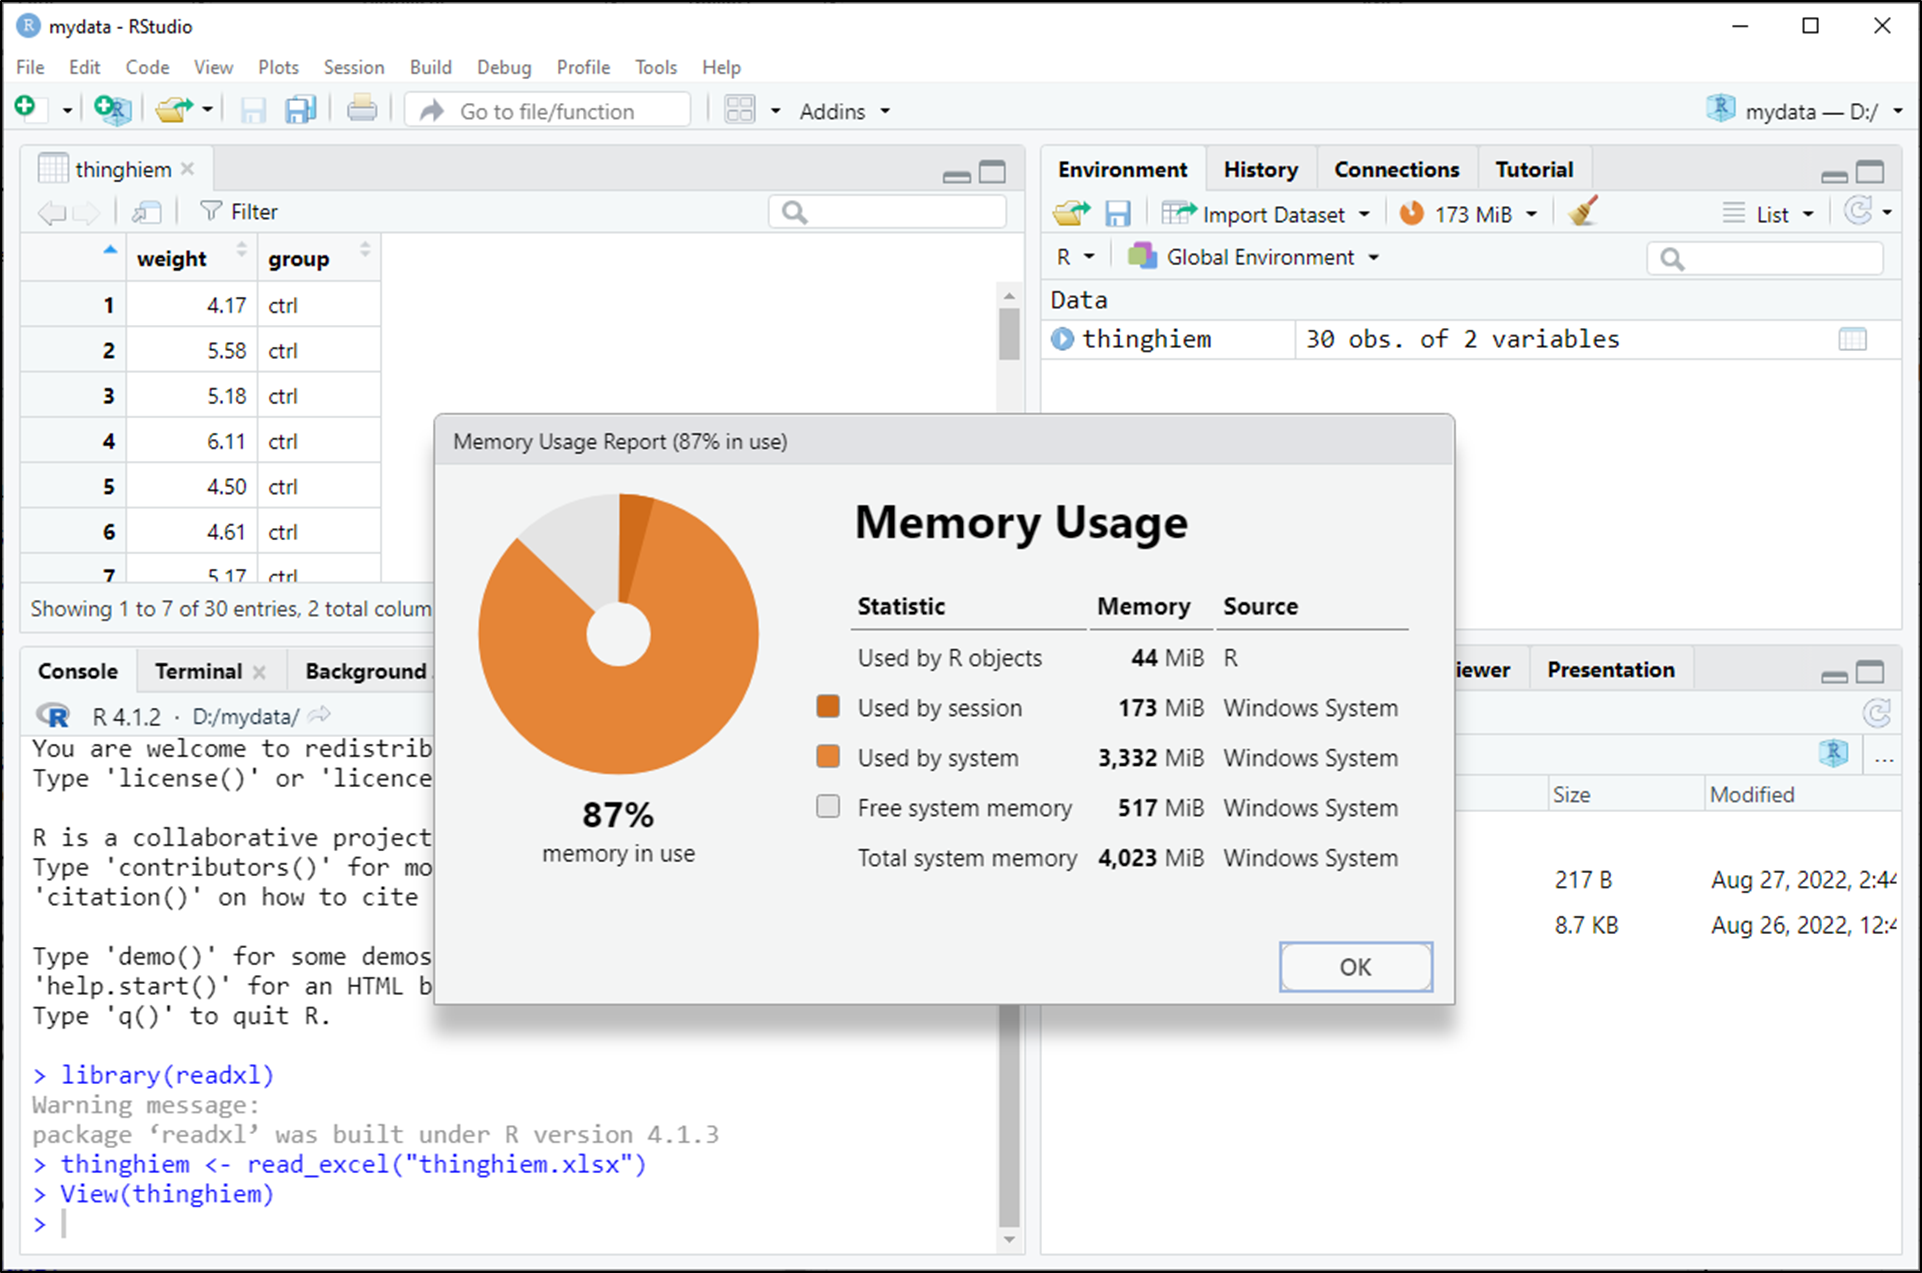 mydata - RStudio
File Edit Code View Plots Session Build Debug Profile Tools Help
Go to file/function Addins mydata — D:/
thinghiem
Filter
weight group
1 4.17 ctrl
2 5.58 ctrl
3 5.18 ctrl
4 6.11 ctrl
5 4.50 ctrl
6 4.61 ctrl
7 5.17 ctrl
Showing 1 to 7 of 30 entries, 2 total colum
Environment History Connections Tutorial
Import Dataset 173 MiB List
R Global Environment
Data
thinghiem 30 obs. of 2 variables
Memory Usage Report (87% in use)
87%
memory in use
Memory Usage
Statistic Memory Source
Used by R objects 44 MiB R
Used by session 173 MiB Windows System
Used by system 3,332 MiB Windows System
Free system memory 517 MiB Windows System
Total system memory 4,023 MiB Windows System
OK
Console Terminal Background
R 4.1.2 · D:/mydata/
You are welcome to redistrib
Type 'license()' or 'licence
R is a collaborative project
Type 'contributors()' for mo
'citation()' on how to cite
Type 'demo()' for some demos
'help.start()' for an HTML b
Type 'q()' to quit R.
> library(readxl)
Warning message:
package ‘readxl’ was built under R version 4.1.3
> thinghiem <- read_excel("thinghiem.xlsx")
> View(thinghiem)
>
iewer Presentation
...
Size Modified
217 B Aug 27, 2022, 2:44
8.7 KB Aug 26, 2022, 12:4